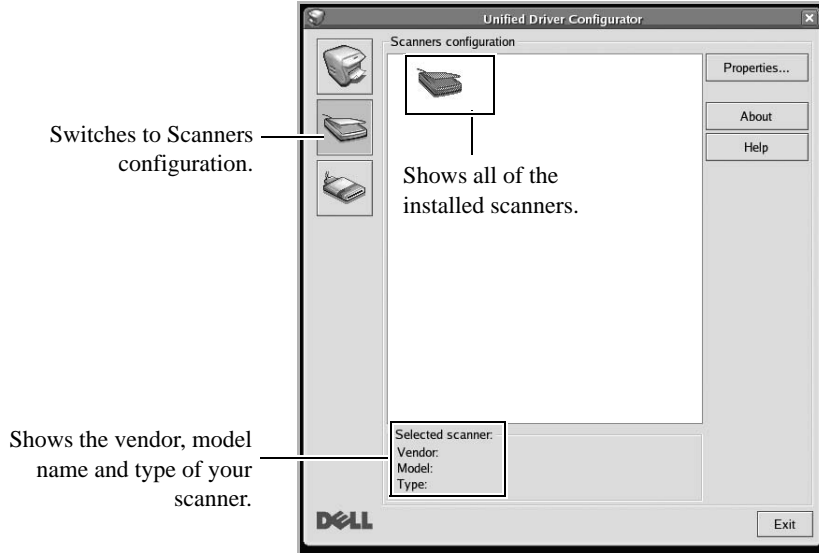 Unified Driver Configurator
Scanners configuration
Properties...
About
Help
Switches to Scanners
configuration.
Shows all of the
installed scanners.
Shows the vendor, model
name and type of your
scanner.
Selected scanner:
Vendor:
Model:
Type:
DELL
Exit